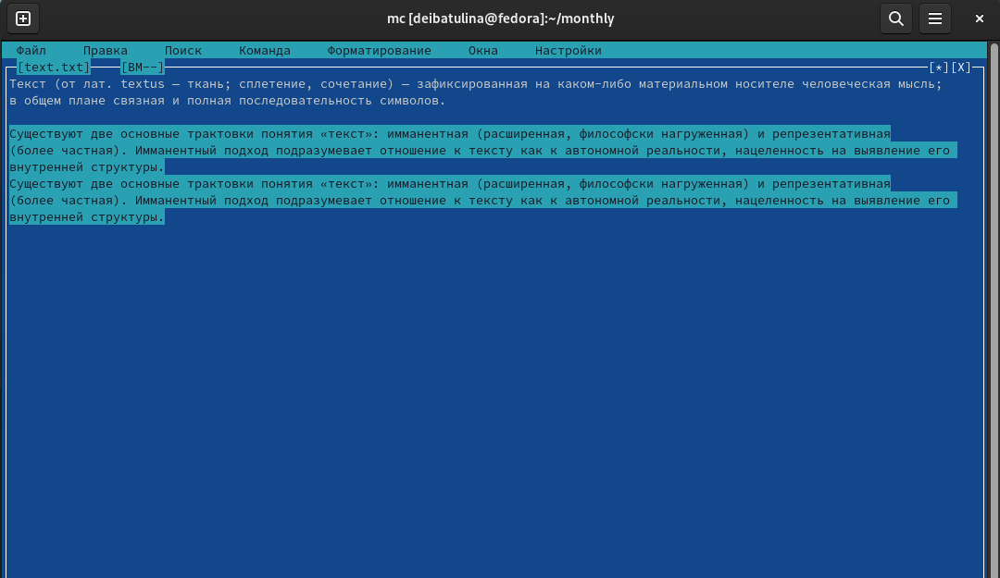 mc [deibatulina@fedora]:~/monthly
Файл Правка Поиск Команда Форматирование Окна Настройки
[text.txt] [BM--] [*][X]
Текст (от лат. textus — ткань; сплетение, сочетание) — зафиксированная на каком-либо материальном носителе человеческая мысль;
в общем плане связная и полная последовательность символов.
Существуют две основные трактовки понятия «текст»: имманентная (расширенная, философски нагруженная) и репрезентативная
(более частная). Имманентный подход подразумевает отношение к тексту как к автономной реальности, нацеленность на выявление его
внутренней структуры.
Существуют две основные трактовки понятия «текст»: имманентная (расширенная, философски нагруженная) и репрезентативная
(более частная). Имманентный подход подразумевает отношение к тексту как к автономной реальности, нацеленность на выявление его
внутренней структуры.